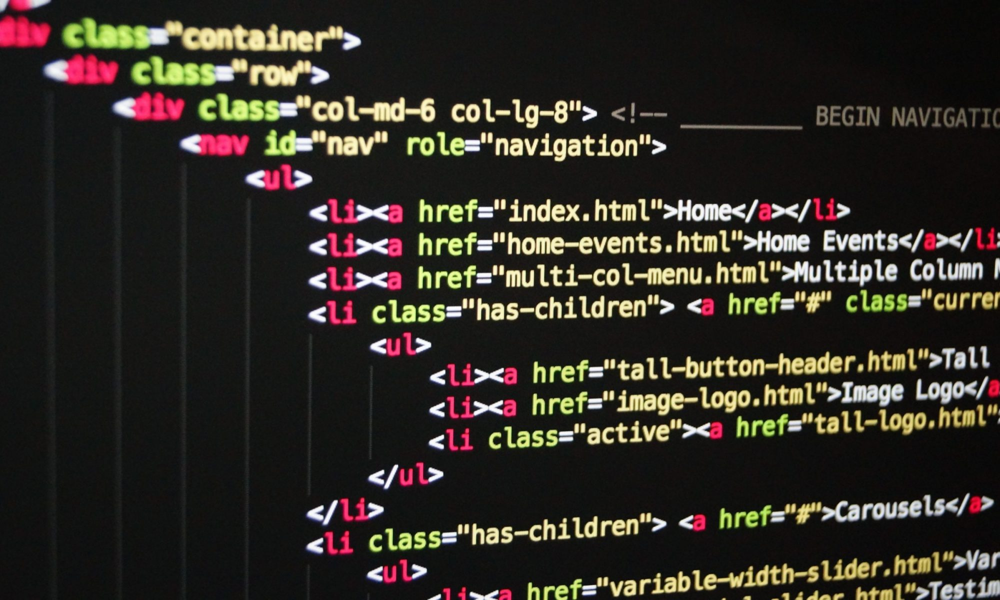 div class="container">
<div class="row">
<div class="col-md-6 col-lg-8"> <!-- ________ BEGIN NAVIGATIO
<nav id="nav" role="navigation">
<ul>
<li><a href="index.html">Home</a></li>
<li><a href="home-events.html">Home Events</a></li>
<li><a href="multi-col-menu.html">Multiple Column
<li class="has-children"> <a href="#" class="curren
<ul>
<li><a href="tall-button-header.html">Tall
<li><a href="image-logo.html">Image Logo</a
<li class="active"><a href="tall-logo.html"
</ul>
</li>
<li class="has-children"> <a href="#">Carousels</a>
<ul>
<li><a href="variable-width-slider.html">Var
slider.html">Testim